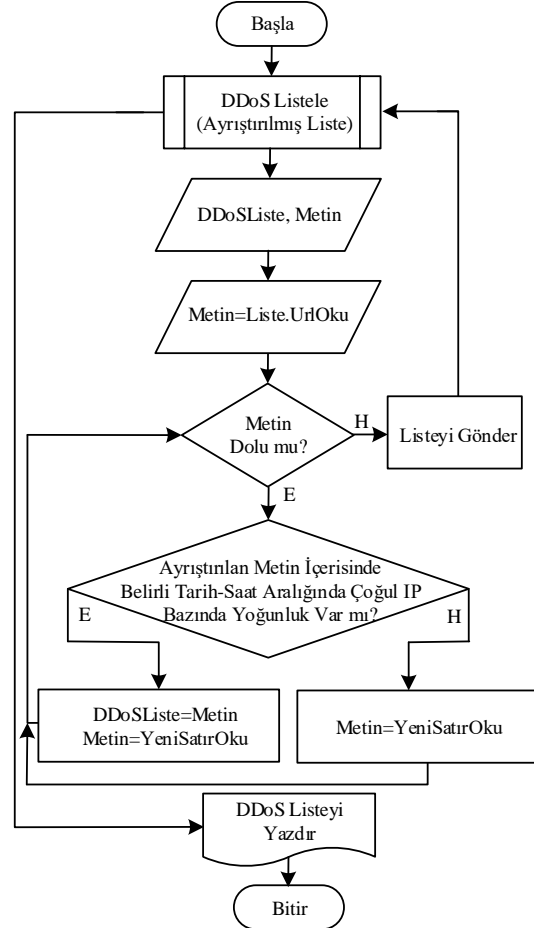 Başla
DDoS Listele
(Ayrıştırılmış Liste)
DDoSListe, Metin
Metin=Liste.UrlOku
Metin
Dolu mu?
H
Listeyi Gönder
E
Ayrıştırılan Metin İçerisinde
Belirli Tarih-Saat Aralığında Çoğul IP
Bazında Yoğunluk Var mı?
E
H
DDoSListe=Metin
Metin=YeniSatırOku
Metin=YeniSatırOku
DDoS Listeyi
Yazdır
Bitir